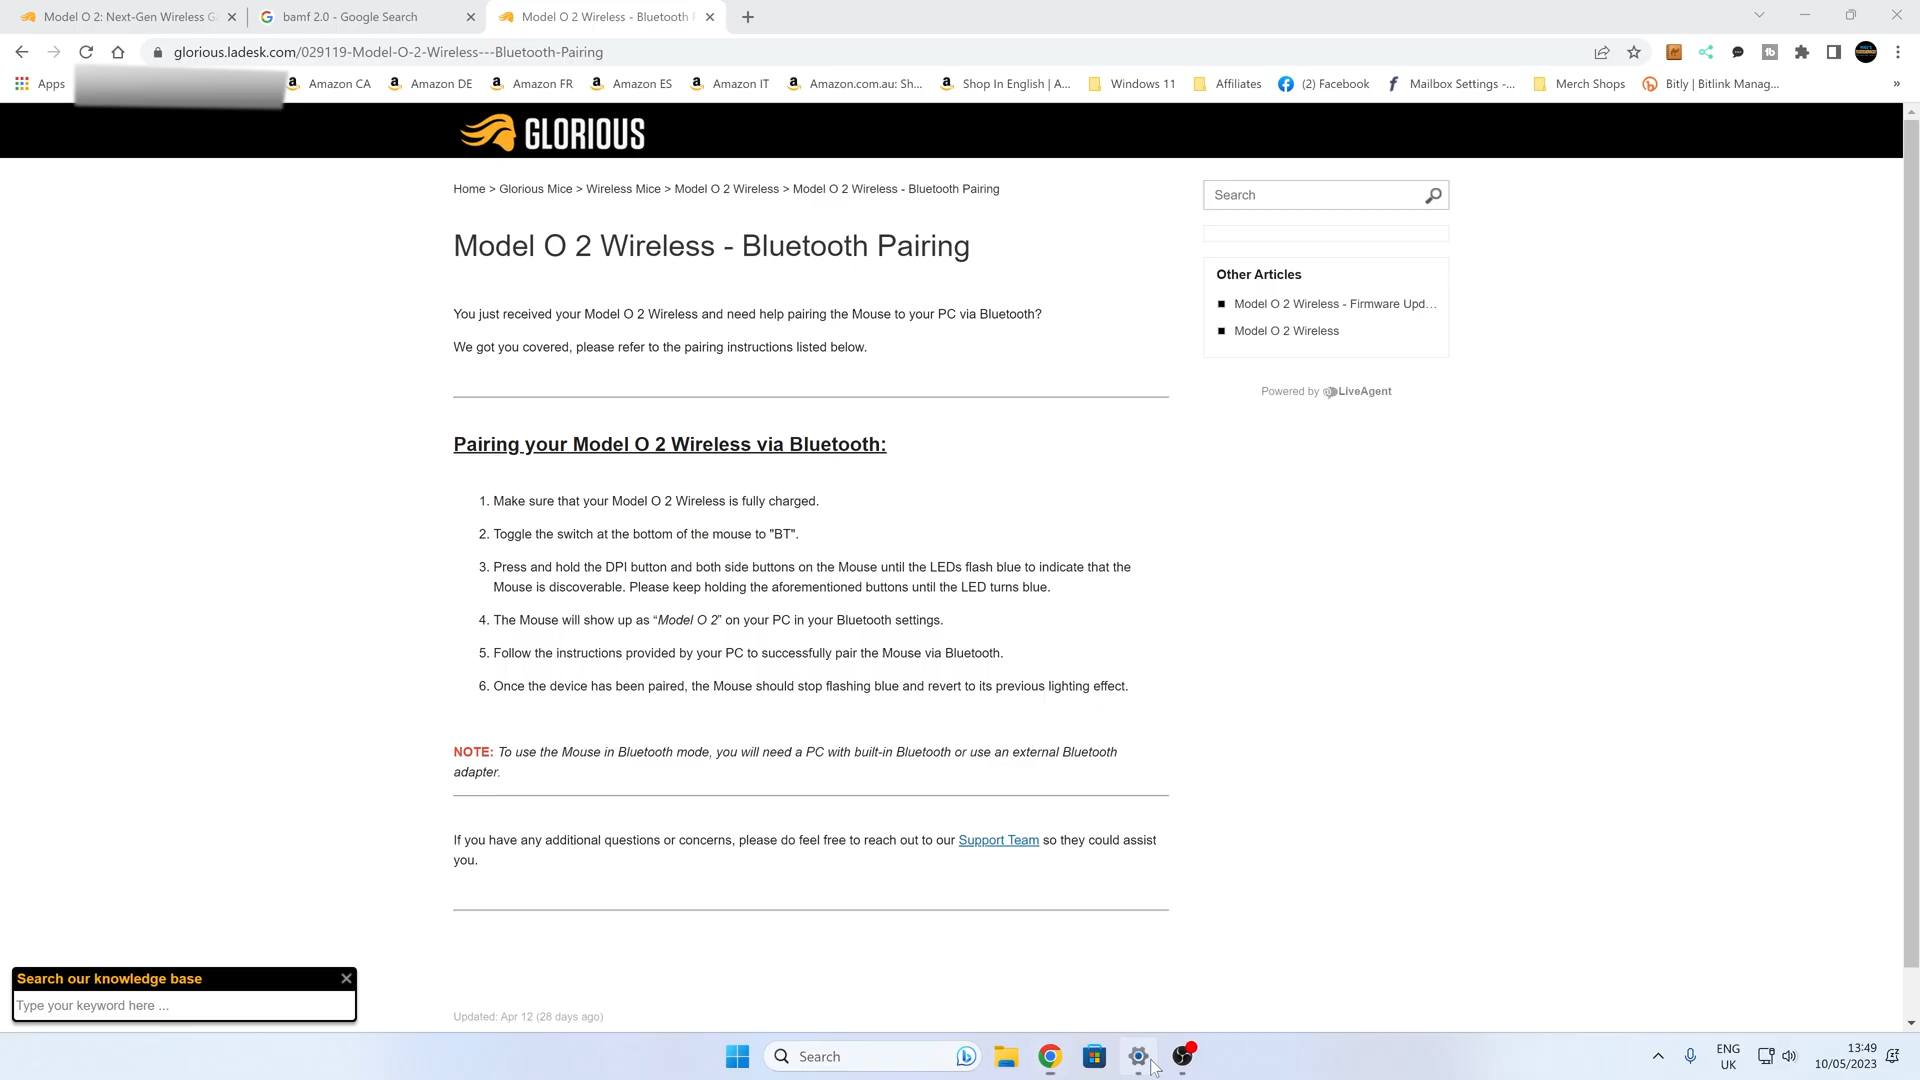 Model O 2: Next-Gen Wireless G
bamf 2.0 - Google Search
Model O 2 Wireless - Bluetooth P
glorious.ladesk.com/029119-Model-O-2-Wireless---Bluetooth-Pairing
Apps
Amazon CA
Amazon DE
Amazon FR
Amazon ES
Amazon IT
Amazon.com.au: Sh...
Shop In English | A...
Windows 11
Affiliates
(2) Facebook
Mailbox Settings -...
Merch Shops
Bitly | Bitlink Manag...
»
GLORIOUS
Home > Glorious Mice > Wireless Mice > Model O 2 Wireless > Model O 2 Wireless - Bluetooth Pairing
Search
Model O 2 Wireless - Bluetooth Pairing
Other Articles
Model O 2 Wireless - Firmware Upd...
Model O 2 Wireless
Powered by LiveAgent
You just received your Model O 2 Wireless and need help pairing the Mouse to your PC via Bluetooth?
We got you covered, please refer to the pairing instructions listed below.
Pairing your Model O 2 Wireless via Bluetooth:
1. Make sure that your Model O 2 Wireless is fully charged.
2. Toggle the switch at the bottom of the mouse to "BT".
3. Press and hold the DPI button and both side buttons on the Mouse until the LEDs flash blue to indicate that the
Mouse is discoverable. Please keep holding the aforementioned buttons until the LED turns blue.
4. The Mouse will show up as “Model O 2” on your PC in your Bluetooth settings.
5. Follow the instructions provided by your PC to successfully pair the Mouse via Bluetooth.
6. Once the device has been paired, the Mouse should stop flashing blue and revert to its previous lighting effect.
NOTE: To use the Mouse in Bluetooth mode, you will need a PC with built-in Bluetooth or use an external Bluetooth
adapter.
If you have any additional questions or concerns, please do feel free to reach out to our Support Team so they could assist
you.
Search our knowledge base
Type your keyword here ...
Updated: Apr 12 (28 days ago)
Search
ENG
UK
13:49
10/05/2023